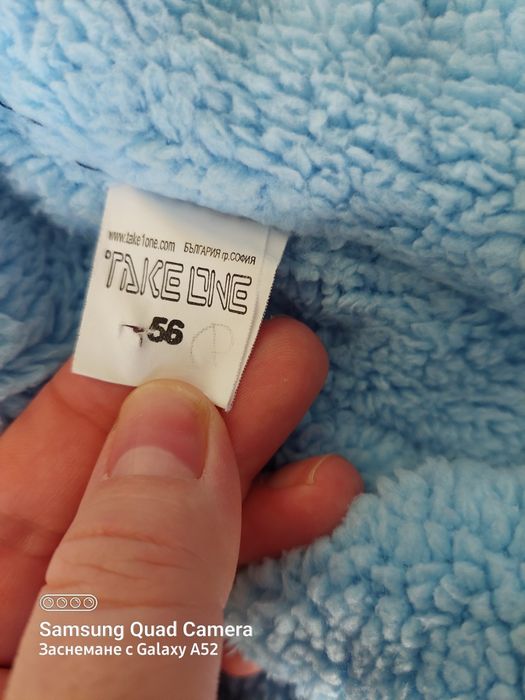 www.take1one.com БЪЛГАРИЯ гр.СОФИЯ
TAKE ONE
56
Samsung Quad Camera
Заснемане с Galaxy A52